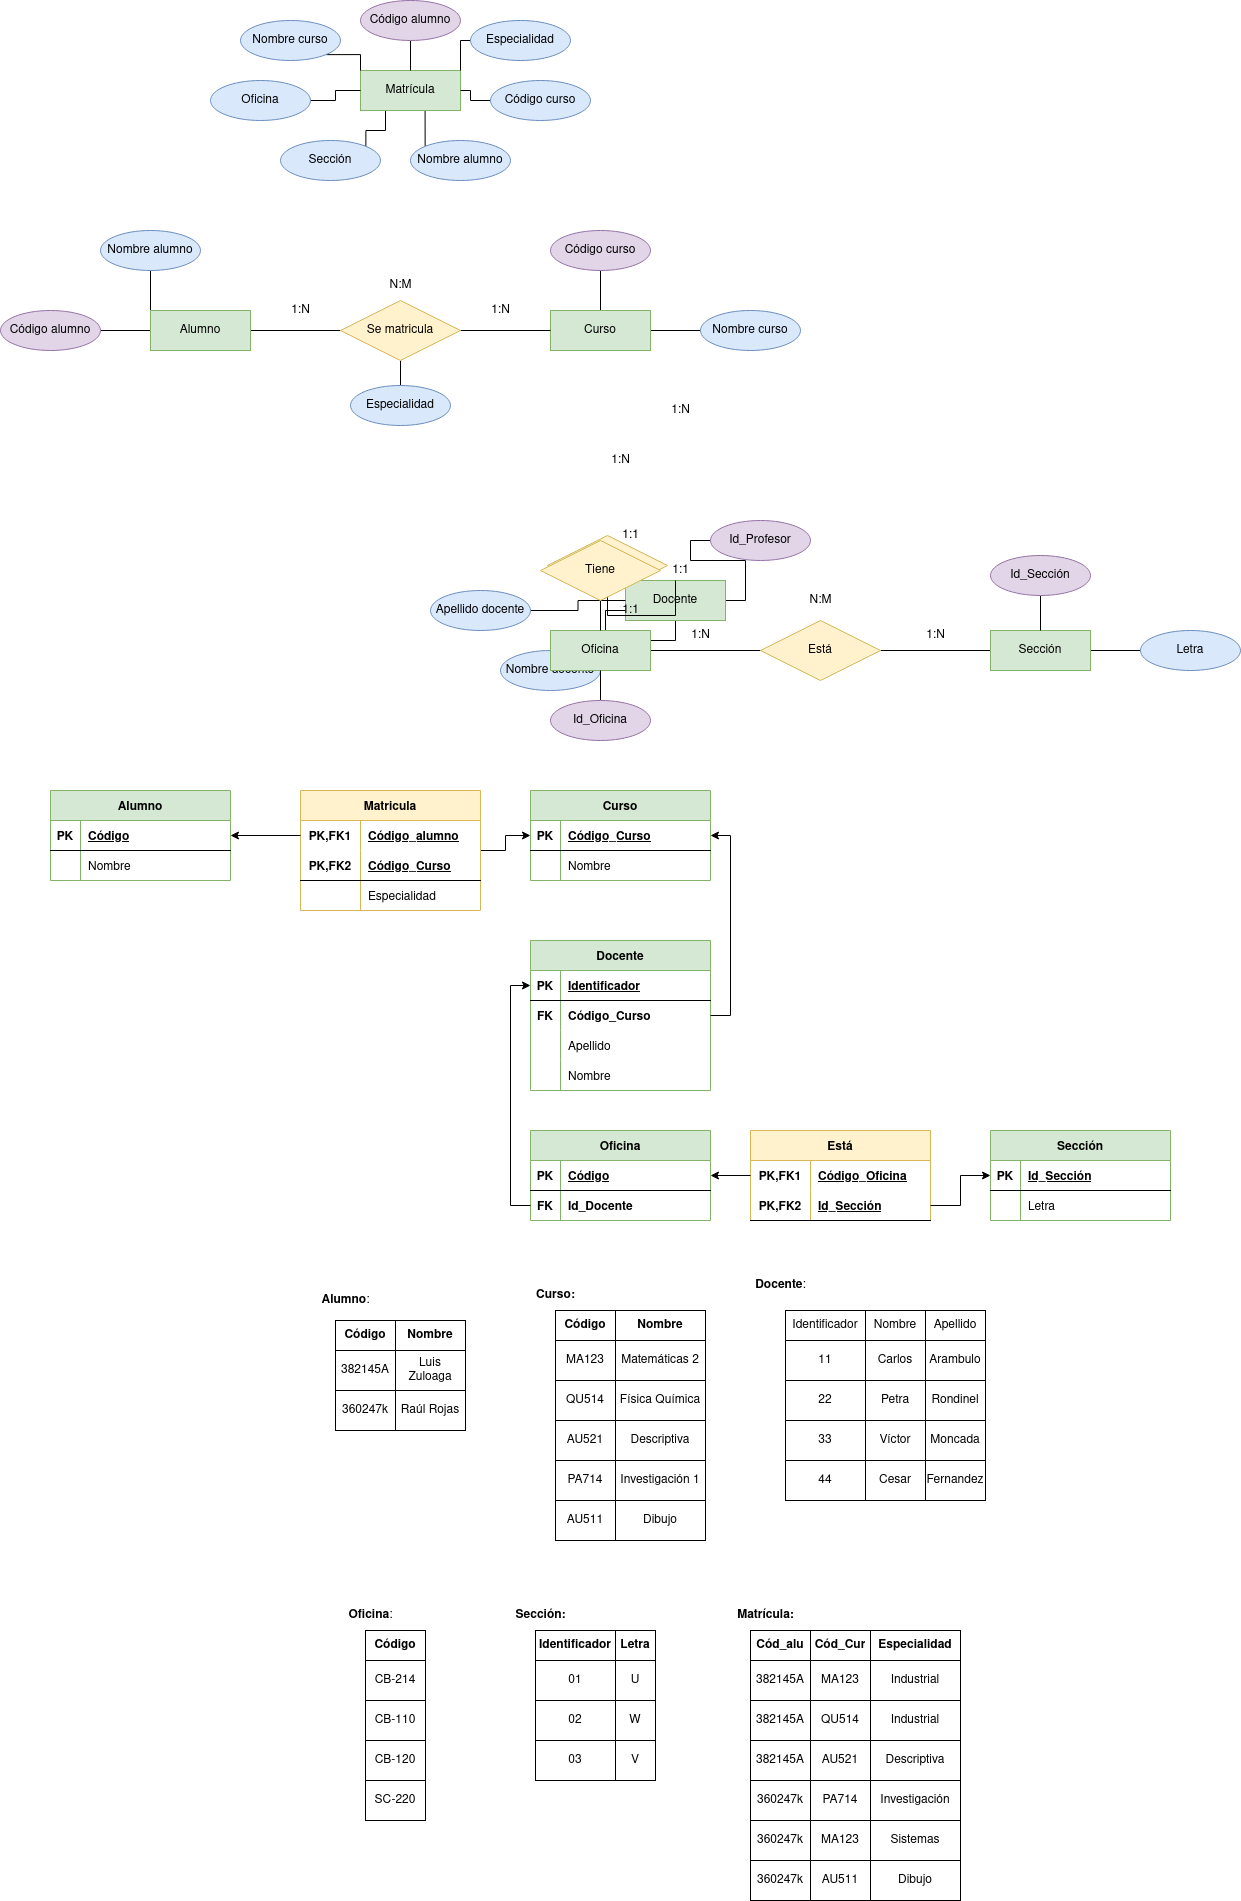 Código alumno
Nombre curso
Especialidad
Matrícula
Oficina
Código curso
Sección
Nombre alumno
Nombre alumno
Código curso
N:M
1:N
1:N
Código alumno
Alumno
Se matricula
Curso
Nombre curso
Especialidad
1:N
1:N
1:1
Id_Profesor
Tiene
1:1
Id_Sección
Docente
Apellido docente
1:1
N:M
1:N
1:N
Oficina
Está
Sección
Letra
Nombre docente
Id_Oficina
Alumno
PK Código
Nombre
Matricula
PK,FK1 Código_alumno
PK,FK2 Código_Curso
Especialidad
Curso
PK Código_Curso
Nombre
Docente
PK Identificador
FK Código_Curso
Apellido
Nombre
Oficina
PK Código
FK Id_Docente
Está
PK,FK1 Código_Oficina
PK,FK2 Id_Sección
Sección
PK Id_Sección
Letra
Alumno:
Código Nombre
382145A Luis
Zuloaga
360247k Raúl Rojas
Curso:
Código Nombre
MA123 Matemáticas 2
QU514 Física Química
AU521 Descriptiva
PA714 Investigación 1
AU511 Dibujo
Docente:
Identificador Nombre Apellido
11 Carlos Arambulo
22 Petra Rondinel
33 Víctor Moncada
44 Cesar Fernandez
Oficina:
Código
CB-214
CB-110
CB-120
SC-220
Sección:
Identificador Letra
01 U
02 W
03 V
Matrícula:
Cód_alu Cód_Cur Especialidad
382145A MA123 Industrial
382145A QU514 Industrial
382145A AU521 Descriptiva
360247k PA714 Investigación
360247k MA123 Sistemas
360247k AU511 Dibujo